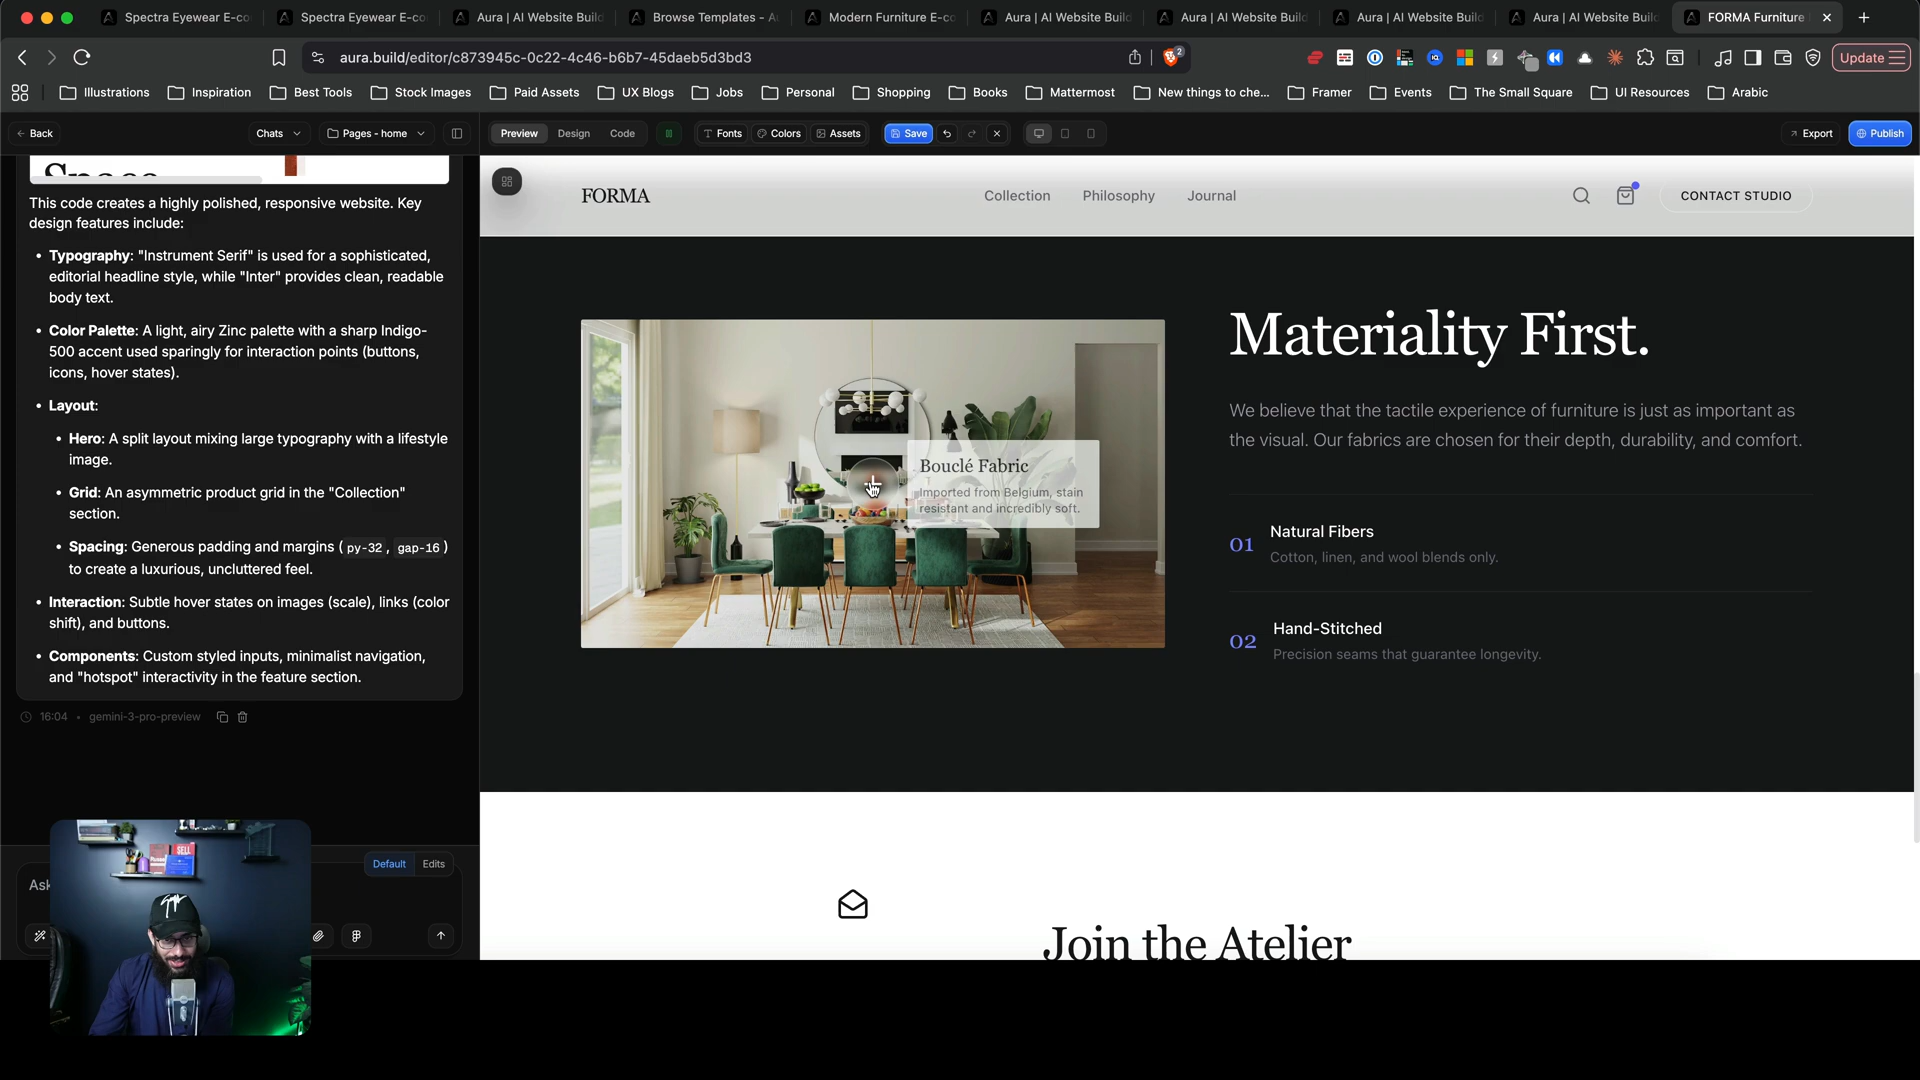 Spectra Eyewear E-co
Spectra Eyewear E-co
Aura | AI Website Build
Browse Templates - A
Modern Furniture E-co
Aura | AI Website Build
Aura | AI Website Build
Aura | AI Website Build
Aura | AI Website Build
FORMA Furniture
aura.build/editor/c873945c-0c22-4c46-b6b7-45daeb5d3bd3
2
Update
Illustrations
Inspiration
Best Tools
Stock Images
Paid Assets
UX Blogs
Jobs
Personal
Shopping
Books
Mattermost
New things to che...
Framer
Events
The Small Square
UI Resources
Arabic
Back
Chats
Pages - home
Preview
Design
Code
Fonts
Colors
Assets
Save
Export
Publish
Space
This code creates a highly polished, responsive website. Key
design features include:
• Typography: "Instrument Serif" is used for a sophisticated,
editorial headline style, while "Inter" provides clean, readable
body text.
• Color Palette: A light, airy Zinc palette with a sharp Indigo-
500 accent used sparingly for interaction points (buttons,
icons, hover states).
• Layout:
• Hero: A split layout mixing large typography with a lifestyle
image.
• Grid: An asymmetric product grid in the "Collection"
section.
• Spacing: Generous padding and margins ( py-32 , gap-16 )
to create a luxurious, uncluttered feel.
• Interaction: Subtle hover states on images (scale), links (color
shift), and buttons.
• Components: Custom styled inputs, minimalist navigation,
and "hotspot" interactivity in the feature section.
16:04 • gemini-3-pro-preview
Default
Edits
Ask
SELL
FORMA
Collection
Philosophy
Journal
CONTACT STUDIO
Bouclé Fabric
Imported from Belgium, stain
resistant and incredibly soft.
Materiality First.
We believe that the tactile experience of furniture is just as important as
the visual. Our fabrics are chosen for their depth, durability, and comfort.
01
Natural Fibers
Cotton, linen, and wool blends only.
02
Hand-Stitched
Precision seams that guarantee longevity.
Join the Atelier